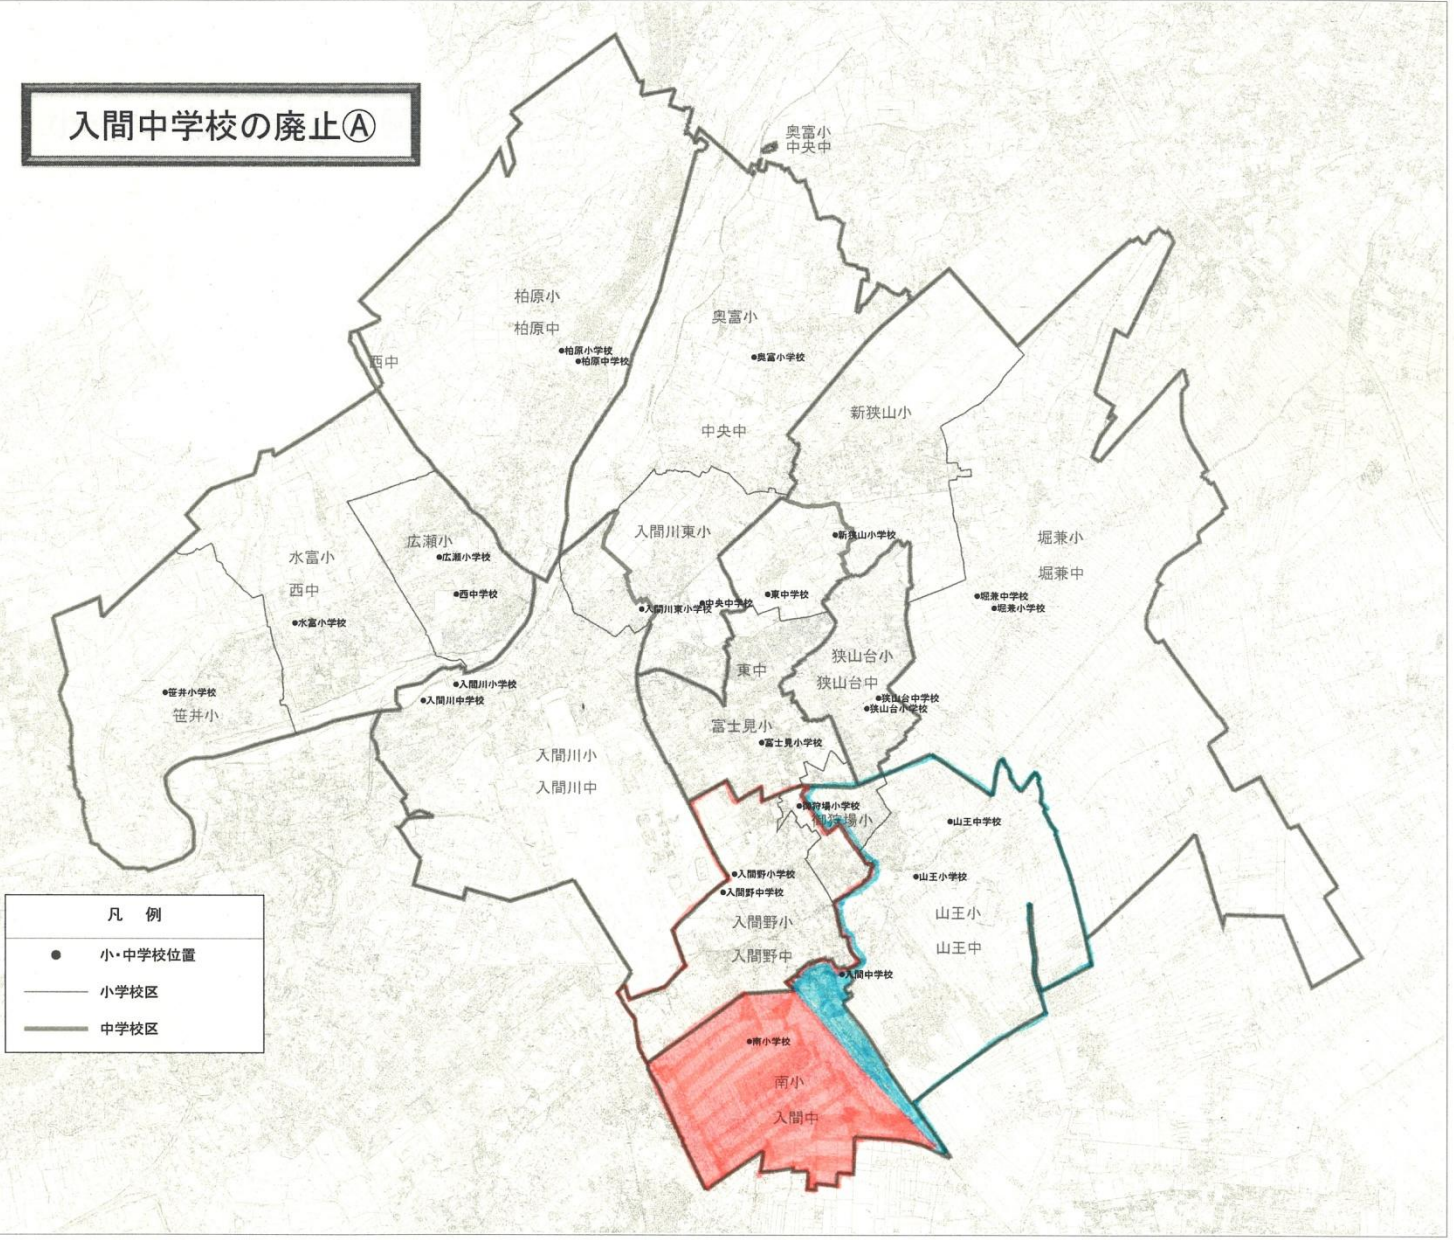 入間中学校の廃止Ⓐ
奥富小
中央中
柏原小
柏原中
●柏原小学校
●柏原中学校
西中
奥富小
●奥富小学校
中央中
新狭山小
●新狭山小学校
入間川東小
●入間川東小学校
●中央中学校
●東中学校
堀兼小
堀兼中
●堀兼中学校
●堀兼小学校
広瀬小
●広瀬小学校
●西中学校
水富小
西中
●水富小学校
●笹井小学校
笹井小
●入間川小学校
●入間川中学校
入間川小
入間川中
東中
富士見小
●富士見小学校
狭山台小
狭山台中
●狭山台中学校
●狭山台小学校
●御狩場小学校
御狩場小
●山王中学校
●山王小学校
山王小
山王中
●入間野小学校
●入間野中学校
入間野小
入間野中
●入間中学校
●南小学校
南小
入間中
凡 例
● 小・中学校位置
小学校区
中学校区